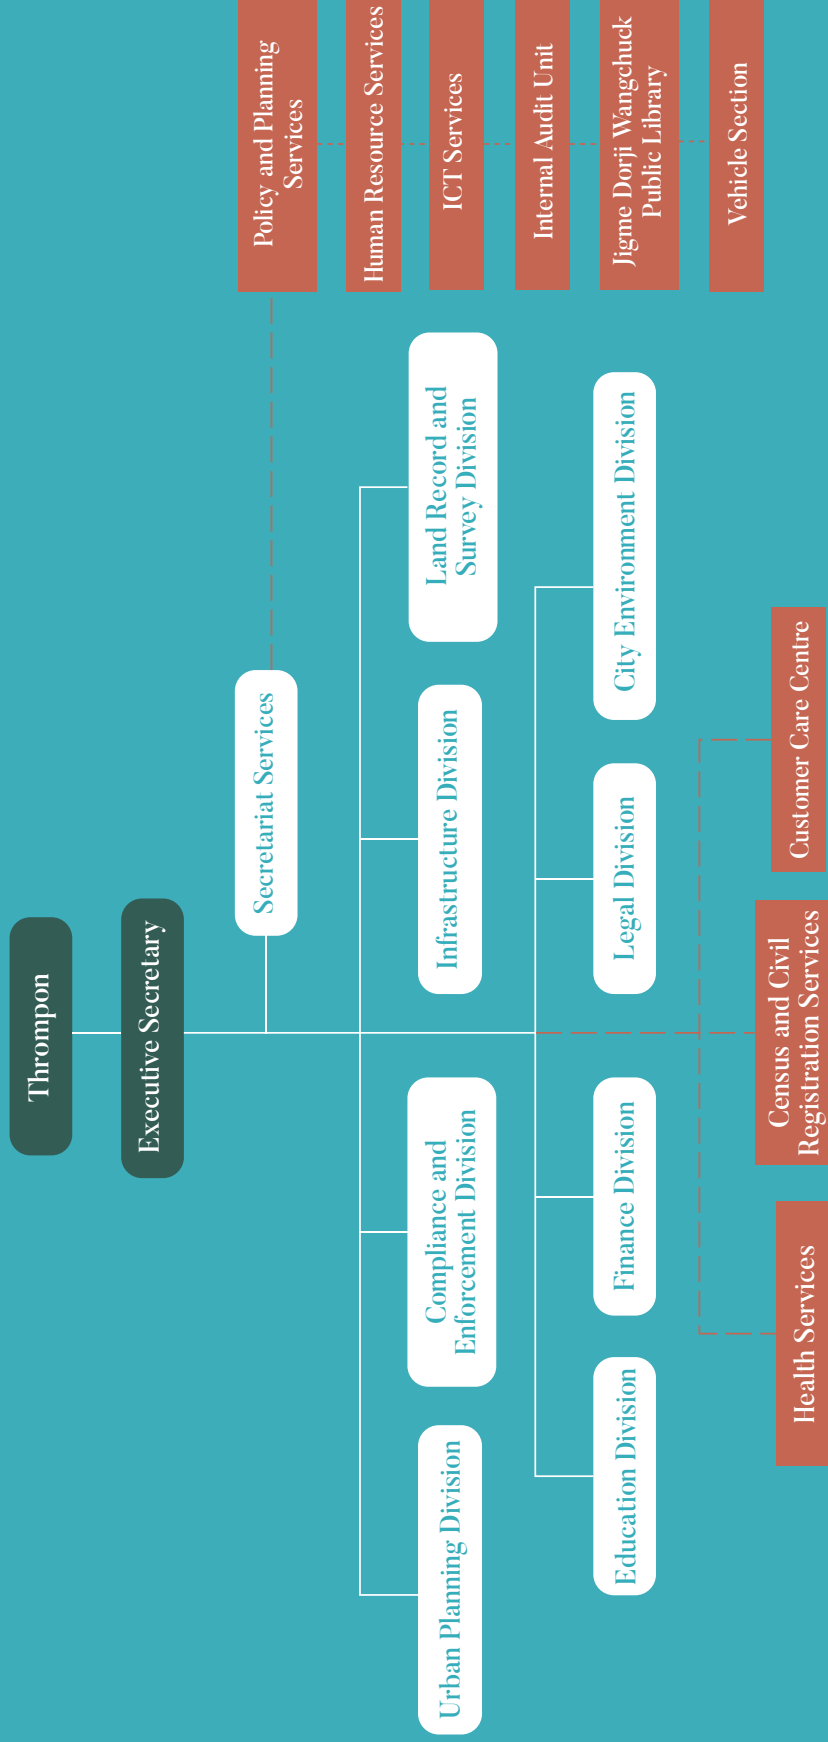 Thrompon
Executive Secretary
Secretariat Services
Policy and Planning
Services
Human Resource Services
ICT Services
Internal Audit Unit
Jigme Dorji Wangchuck
Public Library
Vehicle Section
Urban Planning Division
Compliance and
Enforcement Division
Infrastructure Division
Land Record and
Survey Division
Education Division
Finance Division
Legal Division
City Environment Division
Health Services
Census and Civil
Registration Services
Customer Care Centre